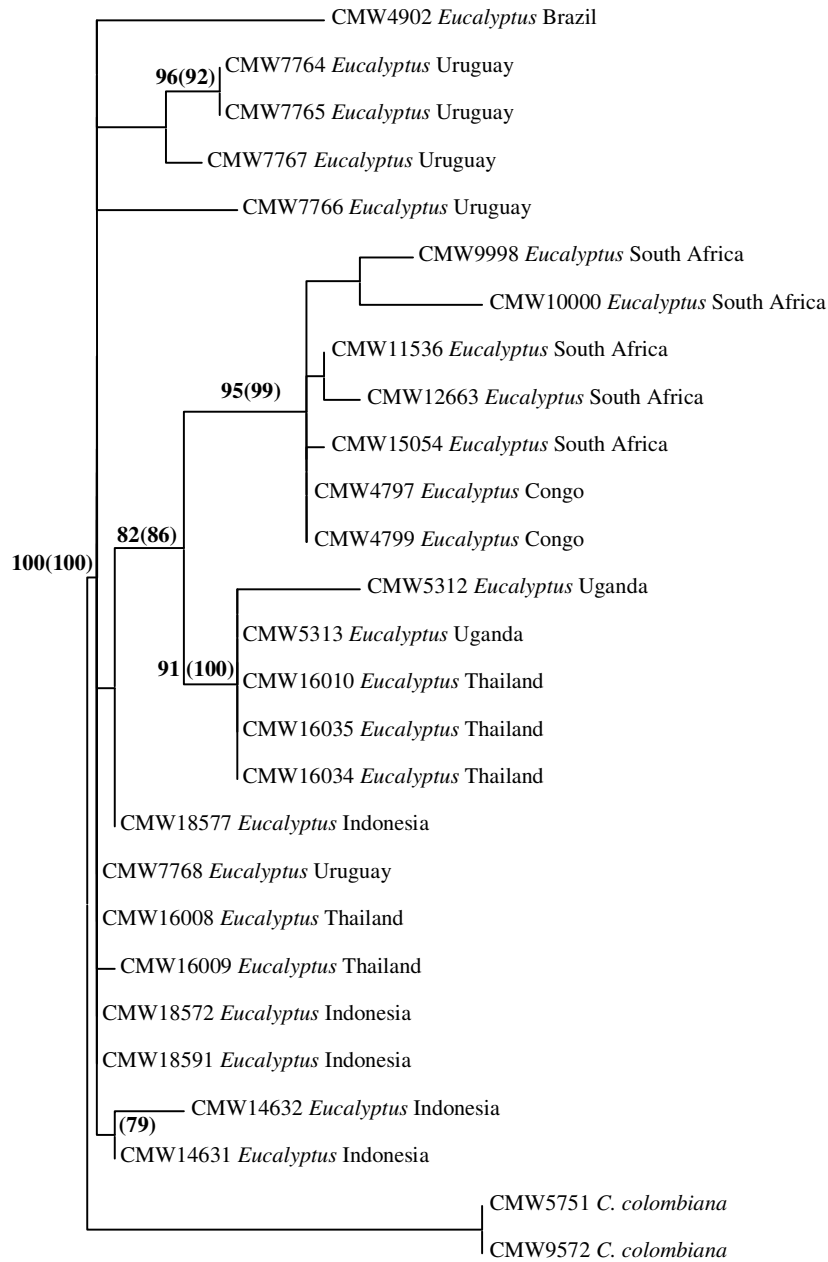 CMW4902 Eucalyptus Brazil
96(92)
CMW7764 Eucalyptus Uruguay
CMW7765 Eucalyptus Uruguay
CMW7767 Eucalyptus Uruguay
CMW7766 Eucalyptus Uruguay
CMW9998 Eucalyptus South Africa
CMW10000 Eucalyptus South Africa
CMW11536 Eucalyptus South Africa
95(99)
CMW12663 Eucalyptus South Africa
CMW15054 Eucalyptus South Africa
CMW4797 Eucalyptus Congo
82(86)
CMW4799 Eucalyptus Congo
100(100)
CMW5312 Eucalyptus Uganda
CMW5313 Eucalyptus Uganda
91 (100)
CMW16010 Eucalyptus Thailand
CMW16035 Eucalyptus Thailand
CMW16034 Eucalyptus Thailand
CMW18577 Eucalyptus Indonesia
CMW7768 Eucalyptus Uruguay
CMW16008 Eucalyptus Thailand
CMW16009 Eucalyptus Thailand
CMW18572 Eucalyptus Indonesia
CMW18591 Eucalyptus Indonesia
CMW14632 Eucalyptus Indonesia
(79)
CMW14631 Eucalyptus Indonesia
CMW5751 C. colombiana
CMW9572 C. colombiana